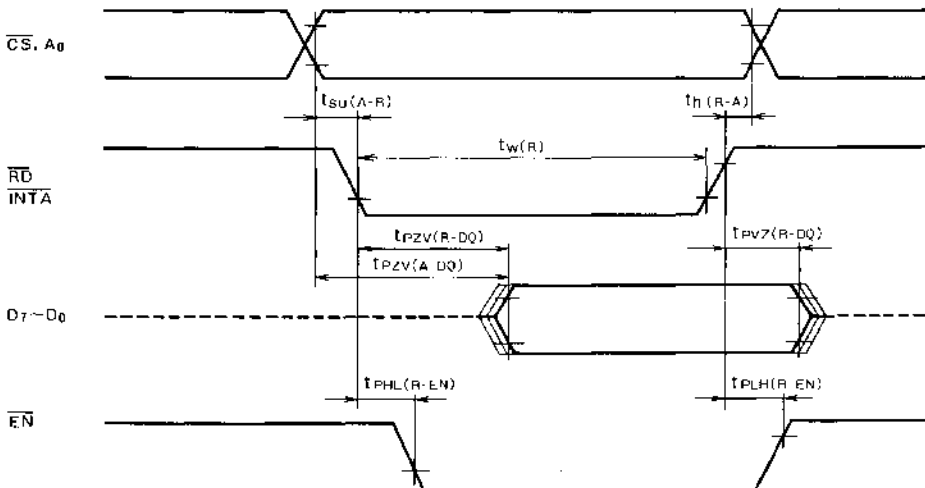 CS, A0
tsu(A-R)
th(R-A)
tw(R)
RD
INTA
tPZV(R-DQ)
tPVZ(R-DQ)
tPZV(A-DQ)
D7~D0
tPHL(R-EN)
tPLH(R-EN)
EN